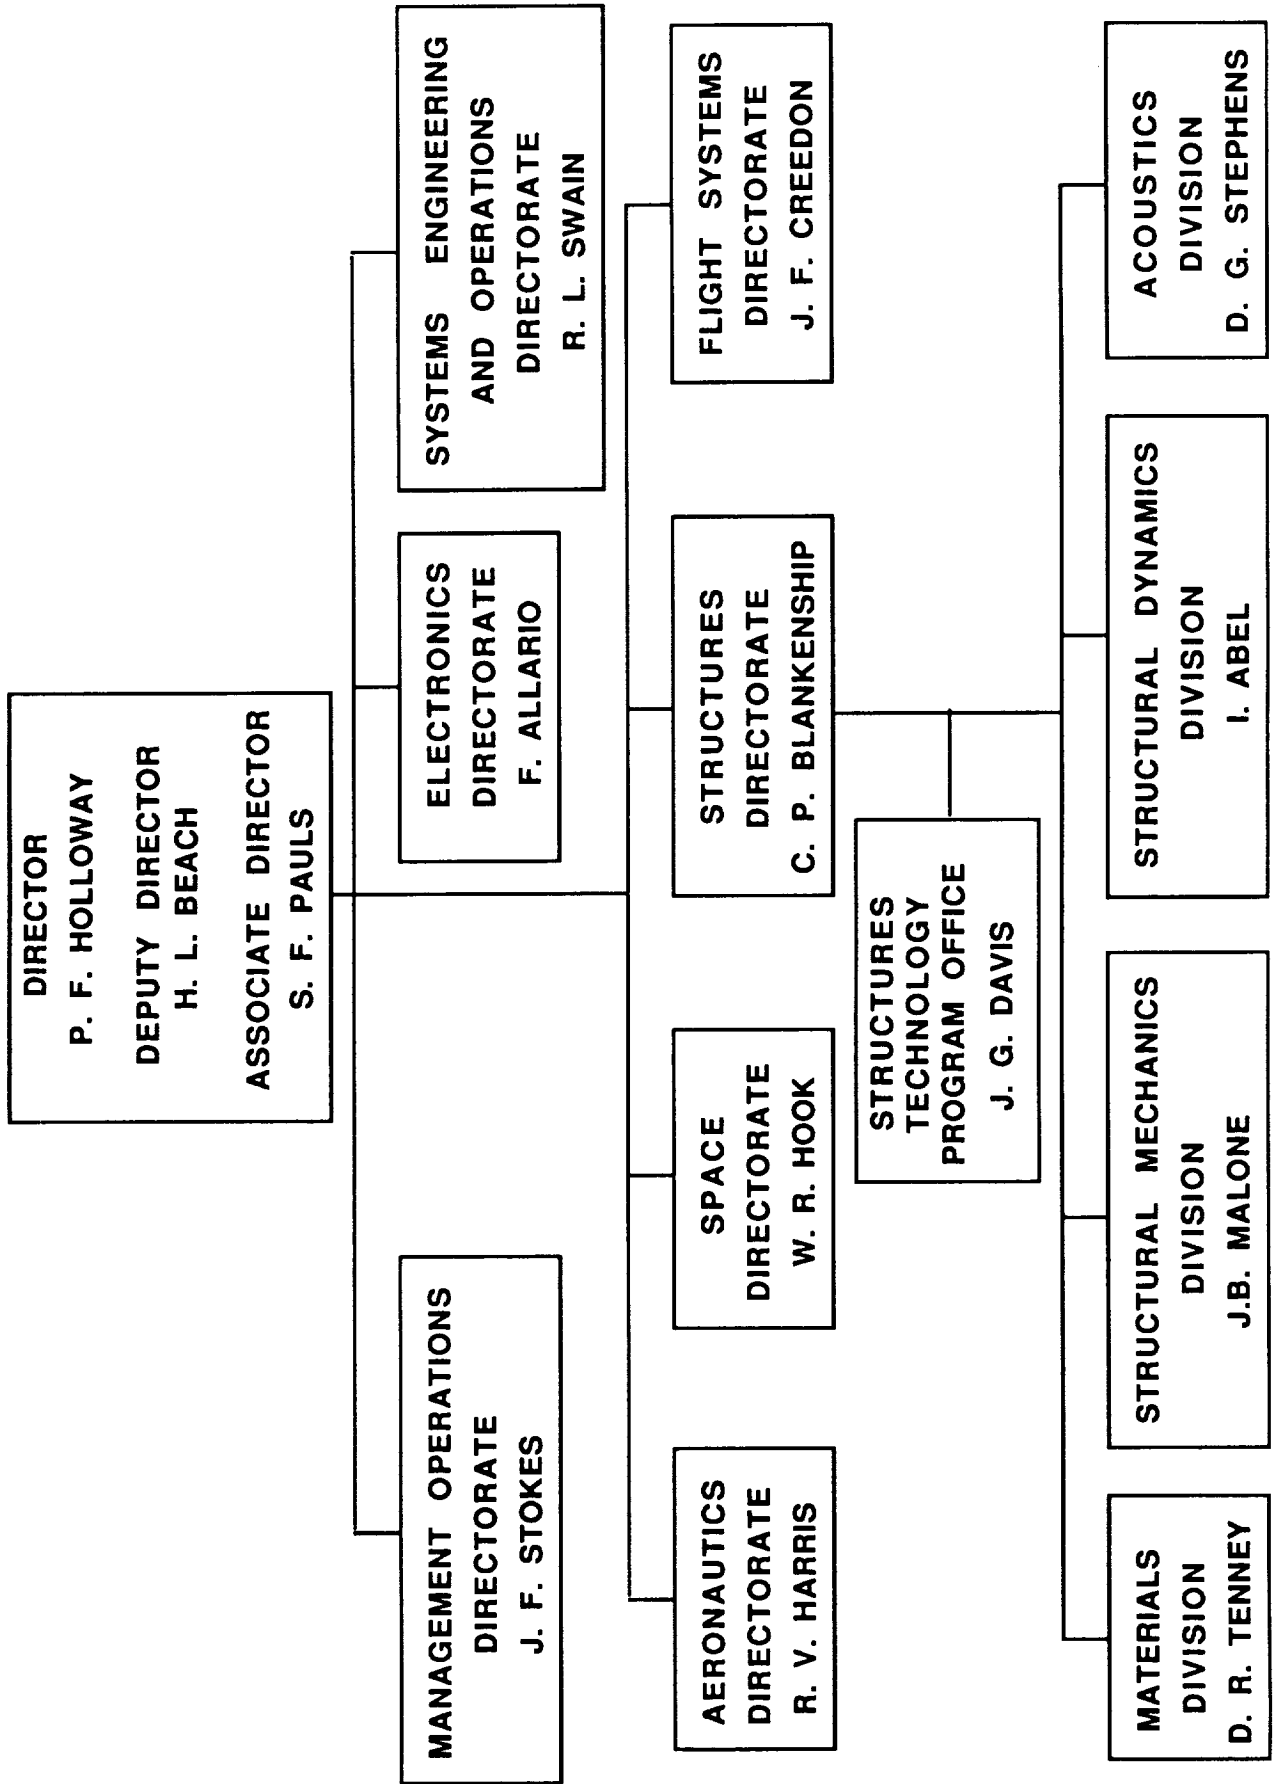 DIRECTOR
P. F. HOLLOWAY
DEPUTY DIRECTOR
H. L. BEACH
ASSOCIATE DIRECTOR
S. F. PAULS
MANAGEMENT OPERATIONS
DIRECTORATE
J. F. STOKES
ELECTRONICS
DIRECTORATE
F. ALLARIO
SYSTEMS ENGINEERING
AND OPERATIONS
DIRECTORATE
R. L. SWAIN
AERONAUTICS
DIRECTORATE
R. V. HARRIS
SPACE
DIRECTORATE
W. R. HOOK
STRUCTURES
DIRECTORATE
C. P. BLANKENSHIP
FLIGHT SYSTEMS
DIRECTORATE
J. F. CREEDON
STRUCTURES
TECHNOLOGY
PROGRAM OFFICE
J. G. DAVIS
MATERIALS
DIVISION
D. R. TENNEY
STRUCTURAL MECHANICS
DIVISION
J.B. MALONE
STRUCTURAL DYNAMICS
DIVISION
I. ABEL
ACOUSTICS
DIVISION
D. G. STEPHENS